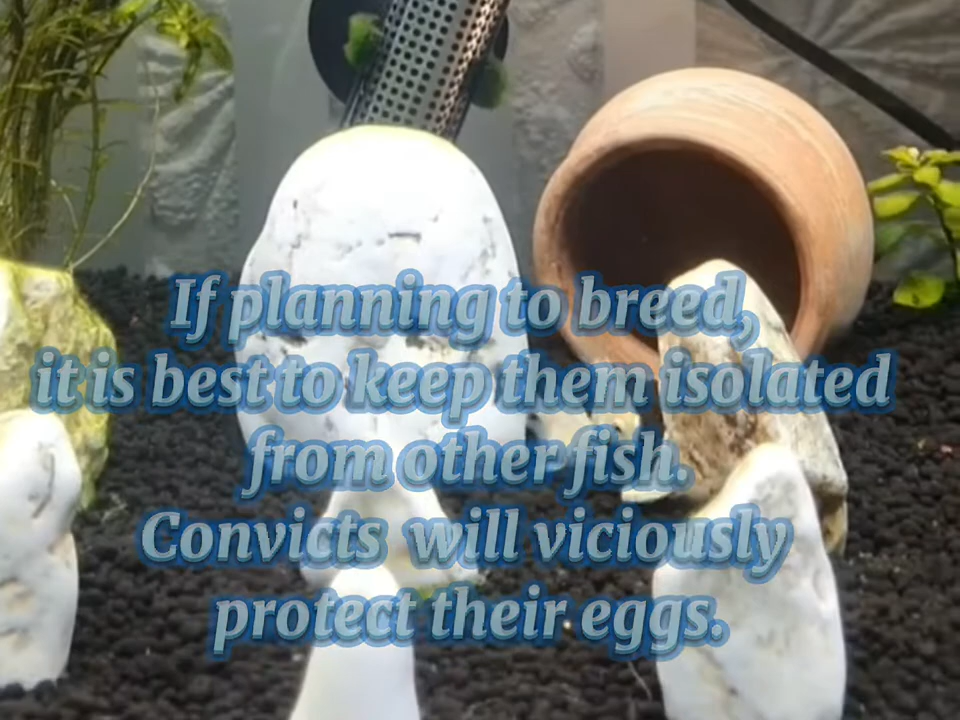 If planning to breed,
it is best to keep them isolated
from other fish.
Convicts will viciously
protect their eggs.